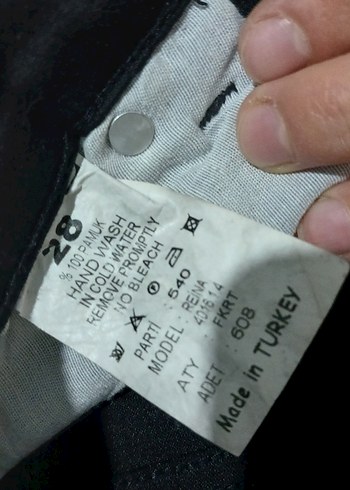 28
% 100 PAMUK
HAND WASH
IN COLD WATER
REMOVE PROMPTLY
NO BLEACH
PARTI : 540
MODEL : REINA
401614
ATY : FKRT
ADET : 608
Made in TURKEY